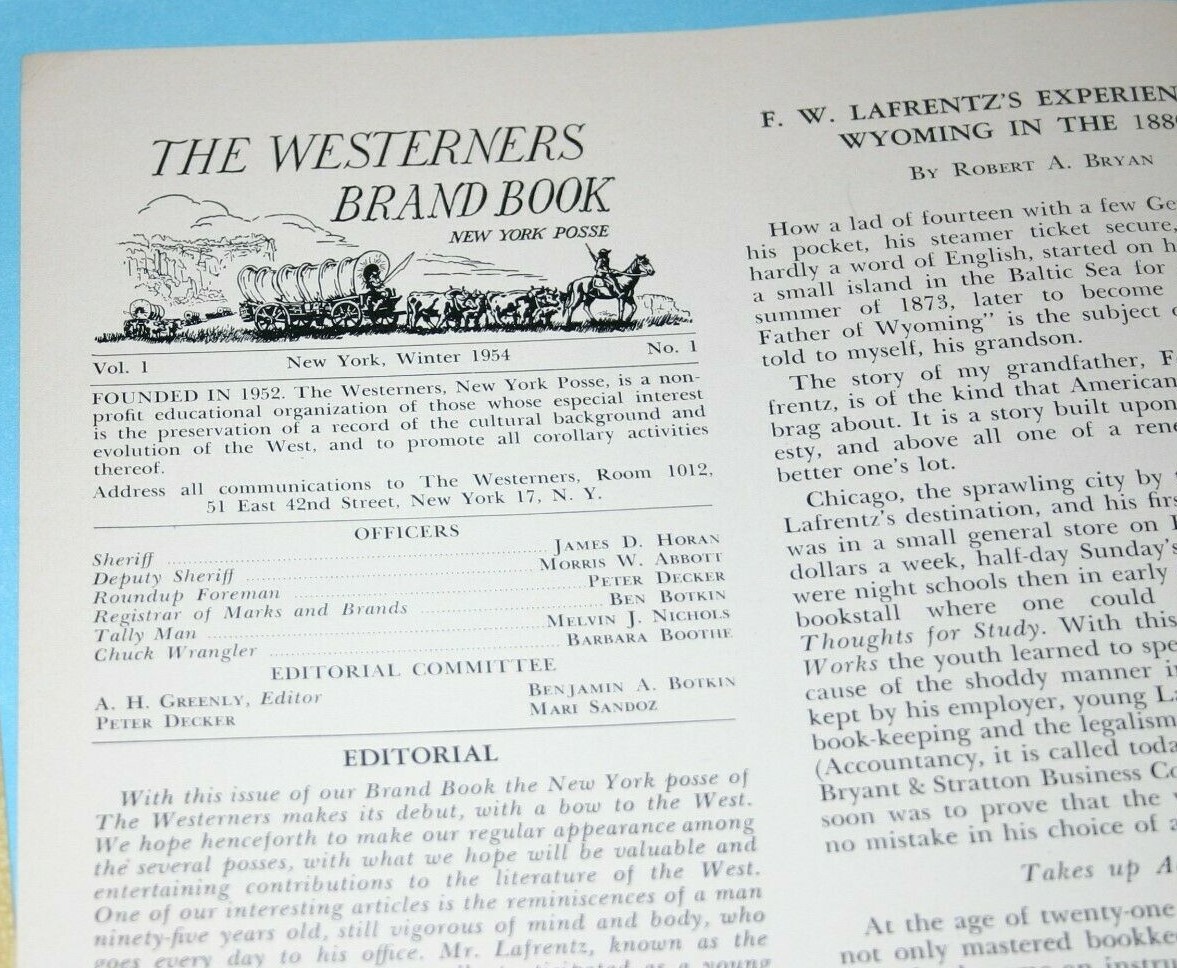 THE WESTERNERS
BRAND BOOK
NEW YORK POSSE
Vol. 1 New York, Winter 1954 No. 1
FOUNDED IN 1952. The Westerners, New York Posse, is a non-
profit educational organization of those whose especial interest
is the preservation of a record of the cultural background and
evolution of the West, and to promote all corollary activities
thereof.
Address all communications to The Westerners, Room 1012,
51 East 42nd Street, New York 17, N. Y.
OFFICERS
Sheriff JAMES D. HORAN
Deputy Sheriff MORRIS W. ABBOTT
Roundup Foreman PETER DECKER
Registrar of Marks and Brands BEN BOTKIN
Tally Man MELVIN J. NICHOLS
Chuck Wrangler BARBARA BOOTHE
EDITORIAL COMMITTEE
A. H. GREENLY, Editor BENJAMIN A. BOTKIN
PETER DECKER MARI SANDOZ
EDITORIAL
With this issue of our Brand Book the New York posse of
The Westerners makes its debut, with a bow to the West.
We hope henceforth to make our regular appearance among
the several posses, with what we hope will be valuable and
entertaining contributions to the literature of the West.
One of our interesting articles is the reminiscences of a man
ninety-five years old, still vigorous of mind and body, who
goes every day to his office. Mr. Lafrentz, known as the
as a young
F. W. LAFRENTZ'S EXPERIEN
WYOMING IN THE 188
BY ROBERT A. BRYAN
How a lad of fourteen with a few Ge
his pocket, his steamer ticket secure,
hardly a word of English, started on h
a small island in the Baltic Sea for
summer of 1873, later to become
Father of Wyoming" is the subject o
told to myself, his grandson.
The story of my grandfather, F
frentz, is of the kind that American
brag about. It is a story built upon
esty, and above all one of a rene
better one's lot.
Chicago, the sprawling city by
Lafrentz's destination, and his firs
was in a small general store on
dollars a week, half-day Sunday's
were night schools then in early
bookstall where one could
Thoughts for Study. With this
Works the youth learned to spe
cause of the shoddy manner i
kept by his employer, young La
book-keeping and the legalism
(Accountancy, it is called toda
Bryant & Stratton Business Co
soon was to prove that the
no mistake in his choice of a
Takes up A
At the age of twenty-one
not only mastered bookke
on instru